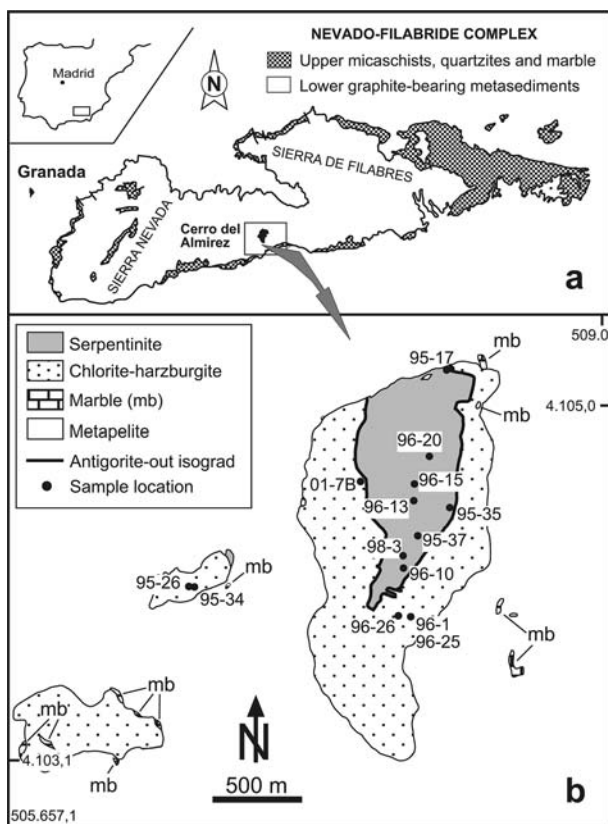 NEVADO-FILABRIDE COMPLEX
Upper micaschists, quartzites and marble
Lower graphite-bearing metasediments
Madrid
N
Granada
SIERRA DE FILABRES
SIERRA NEVADA
Cerro del
Almirez
a
Serpentinite
Chlorite-harzburgite
Marble (mb)
Metapelite
Antigorite-out isograd
Sample location
509.0
4.105,0
95-17
mb
mb
96-20
01-7B
96-15
96-13
95-35
95-37
98-3
96-10
95-26
95-34
mb
96-26
96-1
96-25
mb
mb
mb
4.103,1
mb
N
500 m
b
505.657,1